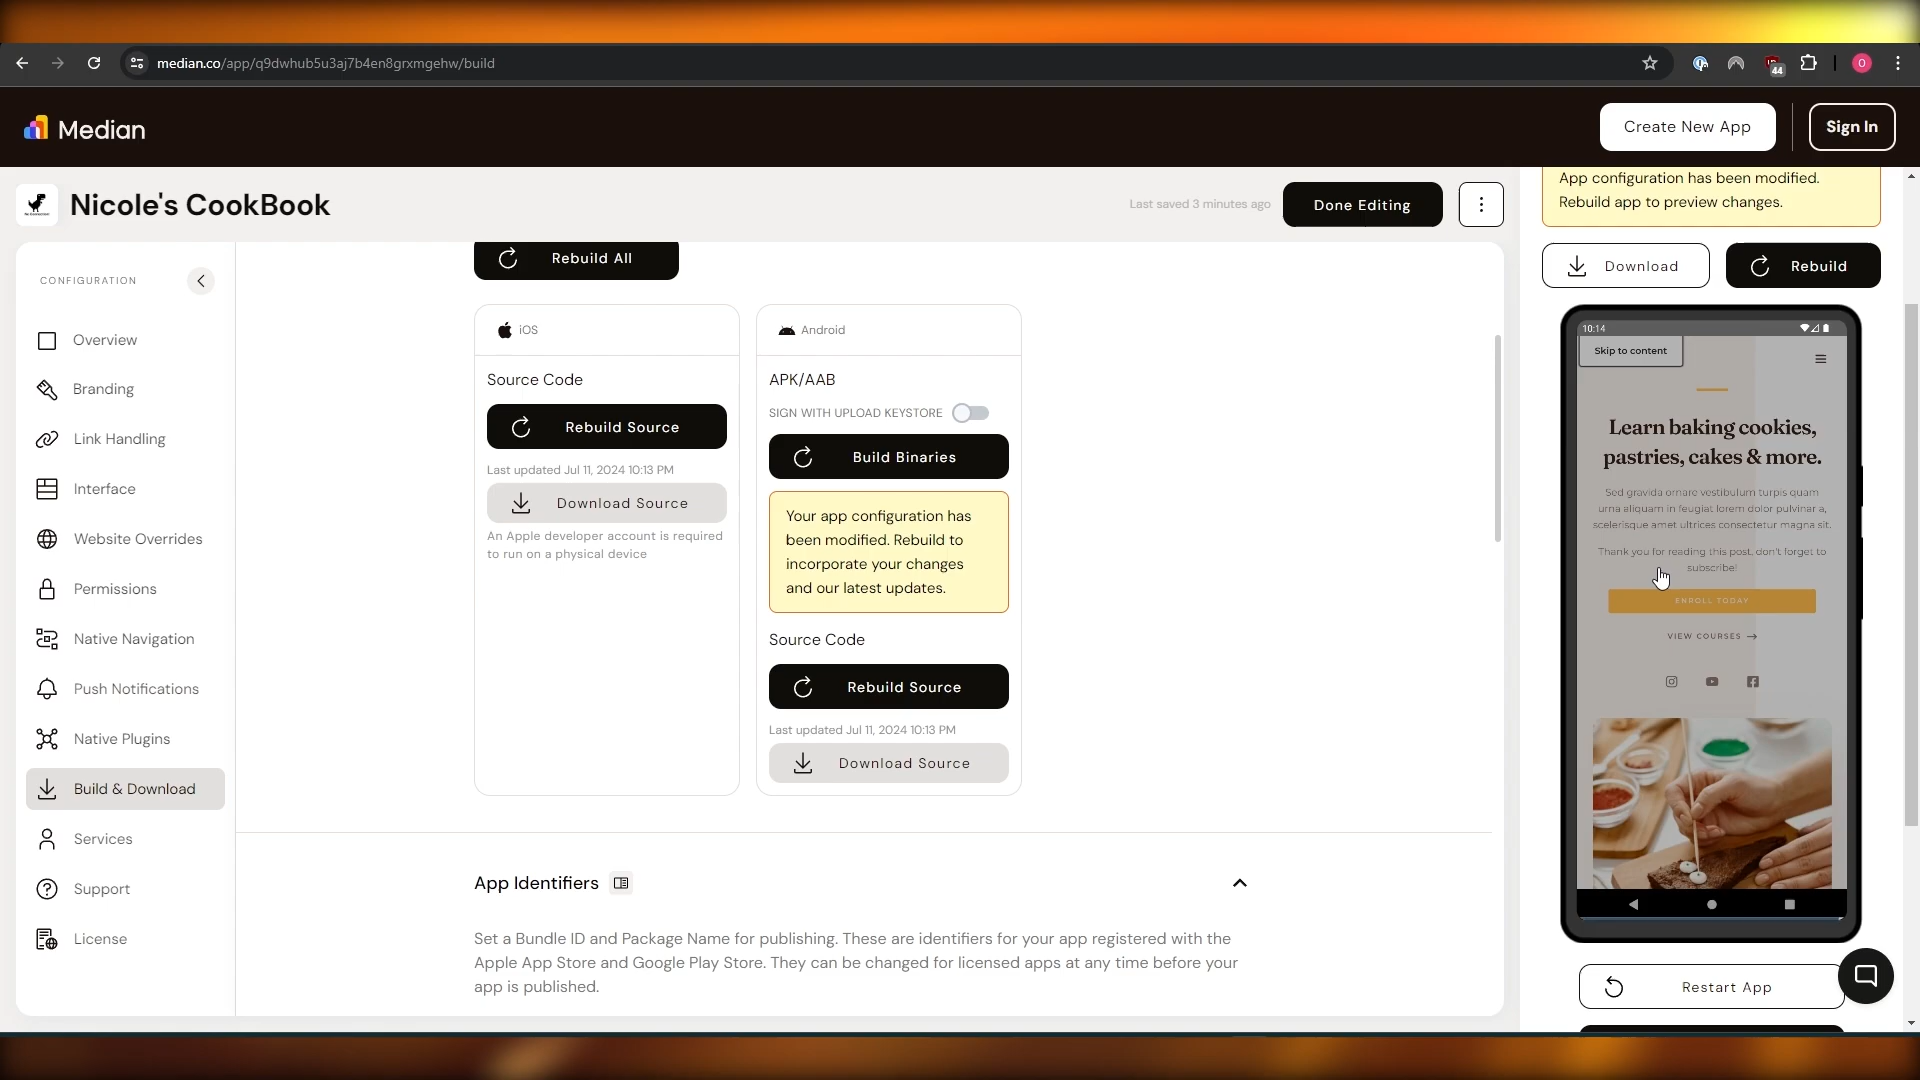 median.co/app/q9dwhub5u3aj7b4en8grxmgehw/build
44
O
Median
Create New App
Sign In
Nicole's CookBook
Last saved 3 minutes ago
Done Editing
CONFIGURATION
Overview
Branding
Link Handling
Interface
Website Overrides
Permissions
Native Navigation
Push Notifications
Native Plugins
Build & Download
Services
Support
License
Rebuild All
iOS
Source Code
Rebuild Source
Last updated Jul 11, 2024 10:13 PM
Download Source
An Apple developer account is required
to run on a physical device
Android
APK/AAB
SIGN WITH UPLOAD KEYSTORE
Build Binaries
Your app configuration has
been modified. Rebuild to
incorporate your changes
and our latest updates.
Source Code
Rebuild Source
Last updated Jul 11, 2024 10:13 PM
Download Source
App Identifiers
Set a Bundle ID and Package Name for publishing. These are identifiers for your app registered with the
Apple App Store and Google Play Store. They can be changed for licensed apps at any time before your
app is published.
App configuration has been modified.
Rebuild app to preview changes.
Download
Rebuild
10:14
Skip to content
Learn baking cookies,
pastries, cakes & more.
Sed gravida ornare vestibulum turpis quam
urna aliquam in feugiat lorem dolor pulvinar a,
scelerisque amet ultrices consectetur magna sit.
Thank you for reading this post, don't forget to
subscribe!
ENROLL TODAY
VIEW COURSES →
Restart App